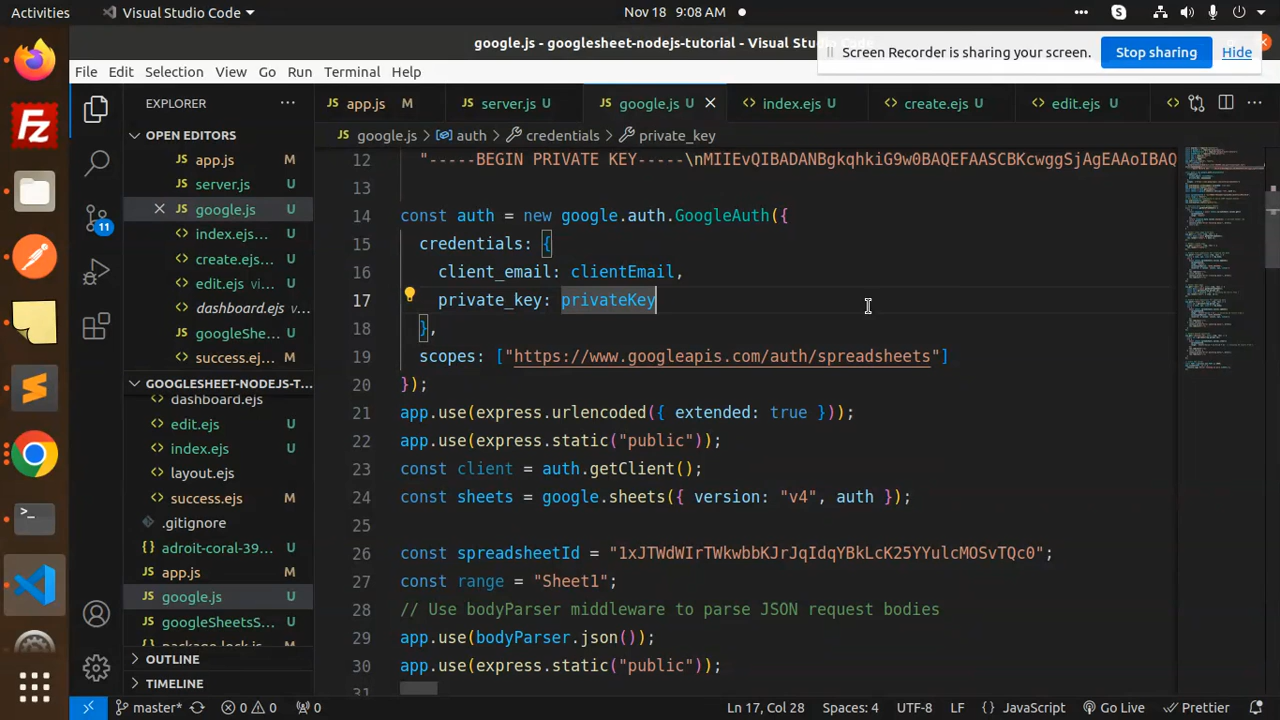 Activities Visual Studio Code Nov 18 9:08 AM
google.js - googlesheet-nodejs-tutorial - Visual Stu
Screen Recorder is sharing your screen. Stop sharing Hide
File Edit Selection View Go Run Terminal Help
EXPLORER
app.js M server.js U google.js U index.ejs U create.ejs U edit.ejs U
google.js > auth > credentials > private_key
OPEN EDITORS
app.js M
server.js U
google.js U
index.ejs... U
create.ejs... U
edit.ejs vi... U
dashboard.ejs ...
googleShe... U
success.ej... M
GOOGLESHEET-NODEJS-T...
dashboard.ejs
edit.ejs U
index.ejs U
layout.ejs
success.ejs M
.gitignore
adroit-coral-39... U
app.js M
google.js U
googleSheetsS... U
package-lock.js M
OUTLINE
TIMELINE
11
12 "-----BEGIN PRIVATE KEY-----\nMIIEvQIBADANBgkqhkiG9w0BAQEFAASCBKcwggSjAgEAAoIBAQ
13
14 const auth = new google.auth.GoogleAuth({
15 credentials: {
16 client_email: clientEmail,
17 private_key: privateKey
18 },
19 scopes: ["https://www.googleapis.com/auth/spreadsheets"]
20 });
21 app.use(express.urlencoded({ extended: true }));
22 app.use(express.static("public"));
23 const client = auth.getClient();
24 const sheets = google.sheets({ version: "v4", auth });
25
26 const spreadsheetId = "1xJTWdWIrTWkwbbKJrJqIdqYBkLcK25YYulcMOSvTQc0";
27 const range = "Sheet1";
28 // Use bodyParser middleware to parse JSON request bodies
29 app.use(bodyParser.json());
30 app.use(express.static("public"));
31
master* 0 0 0 Ln 17, Col 28 Spaces: 4 UTF-8 LF JavaScript Go Live Prettier